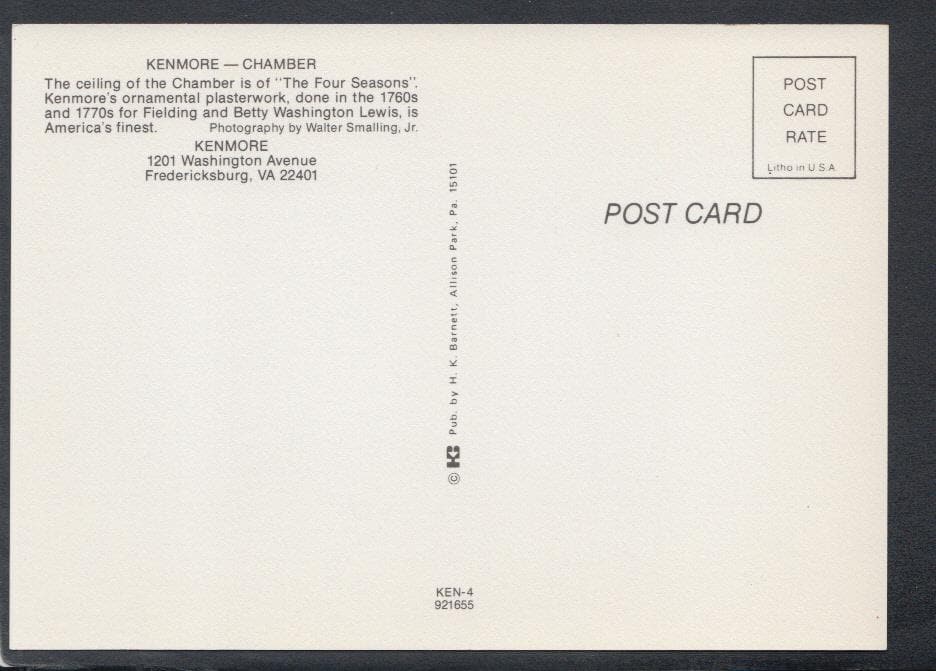 KENMORE — CHAMBER
The ceiling of the Chamber is of "The Four Seasons".
Kenmore's ornamental plasterwork, done in the 1760s
and 1770s for Fielding and Betty Washington Lewis, is
America's finest. Photography by Walter Smalling, Jr.
KENMORE
1201 Washington Avenue
Fredericksburg, VA 22401
© K Pub. by H. K. Barnett, Allison Park, Pa. 15101
POST
CARD
RATE
Litho in U.S.A.
POST CARD
KEN-4
921655